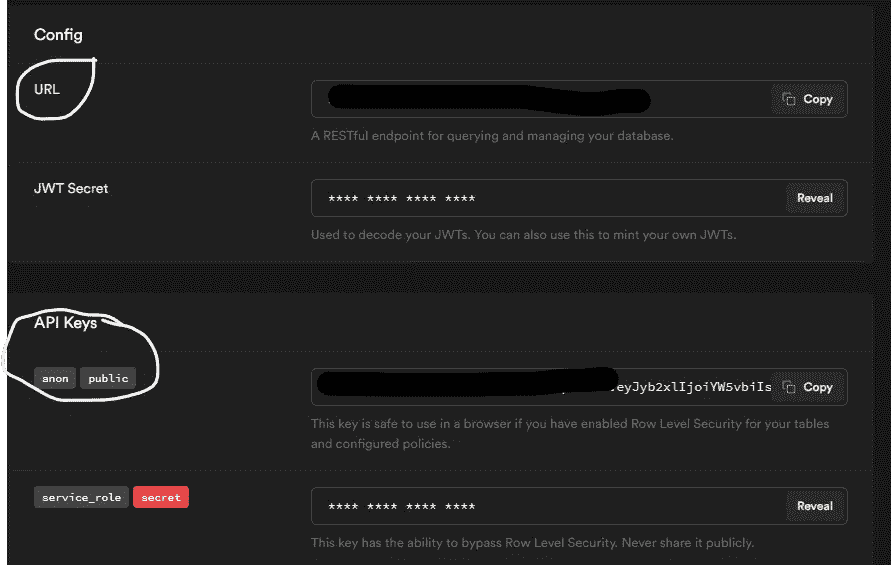 Config
URL
Copy
A RESTful endpoint for querying and managing your database.
JWT Secret
**** **** **** ****
Reveal
Used to decode your JWTs. You can also use this to mint your own JWTs.
API Keys
anon public
.eyJyb2xlIjoiYW5vbiIs
Copy
This key is safe to use in a browser if you have enabled Row Level Security for your tables
and configured policies.
service_role secret
**** **** **** ****
Reveal
This key has the ability to bypass Row Level Security. Never share it publicly.